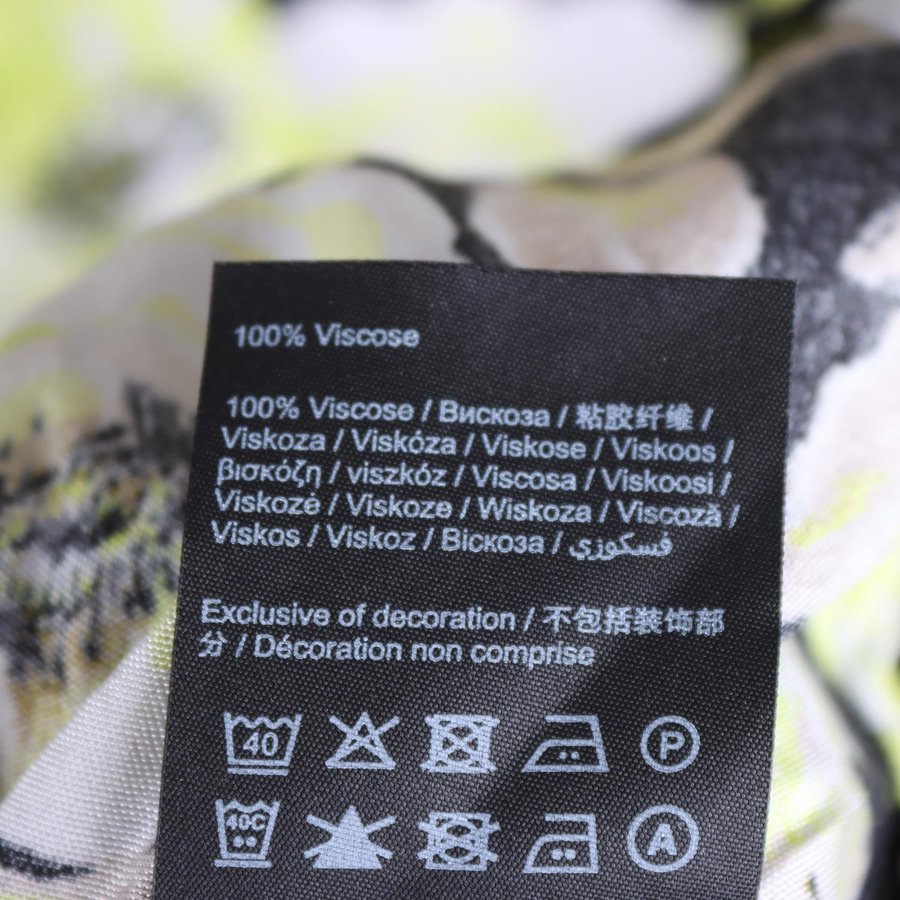 100% Viscose
100% Viscose / Вискоза / 粘胶纤维 /
Viskoza / Viskóza / Viskose / Viskoos /
βισκόζη / viszkóz / Viscosa / Viskoosi /
Viskozė / Viskoze / Wiskoza / Viscoză /
Viskos / Viskoz / Віскоза / فسكوزي
Exclusive of decoration / 不包括装饰部
分 / Décoration non comprise
40 P
40C A